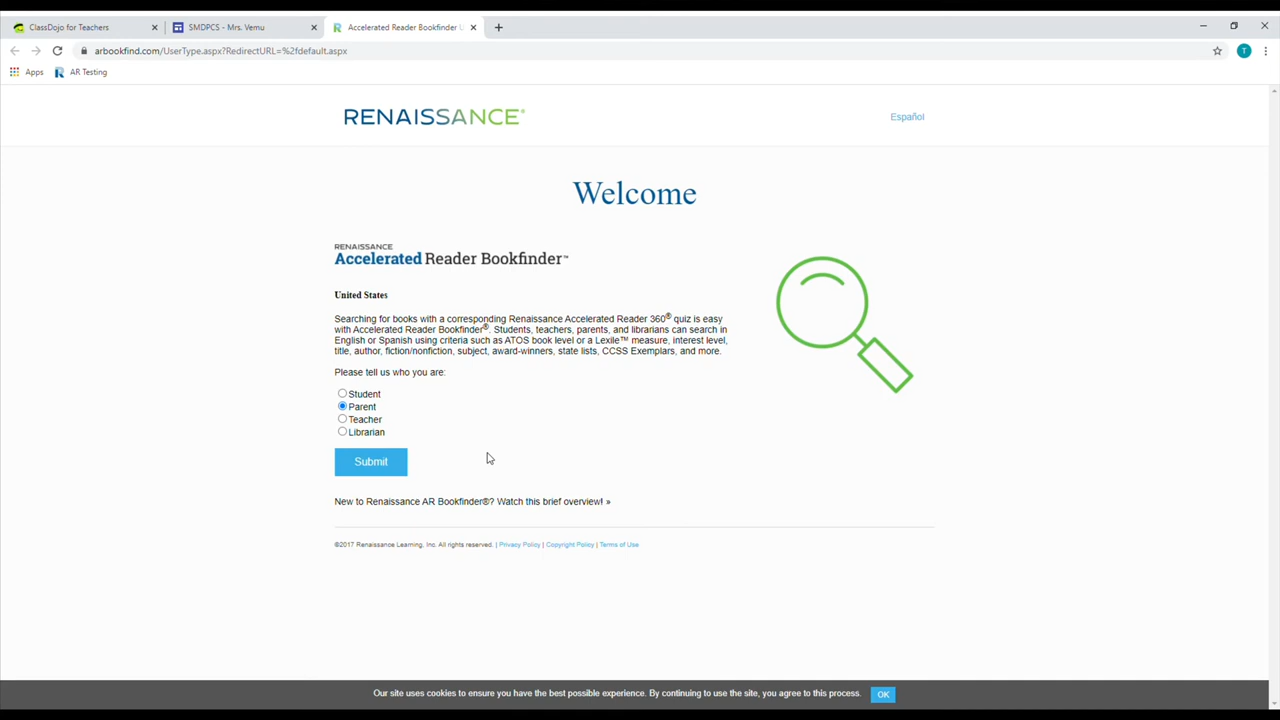 ClassDojo for Teachers
SMDPCS - Mrs. Vemu
Accelerated Reader Bookfinder U
arbookfind.com/UserType.aspx?RedirectURL=%2fdefault.aspx
T
Apps
AR Testing
RENAISSANCE®
Español
Welcome
RENAISSANCE
Accelerated Reader Bookfinder™
United States
Searching for books with a corresponding Renaissance Accelerated Reader 360® quiz is easy
with Accelerated Reader Bookfinder®. Students, teachers, parents, and librarians can search in
English or Spanish using criteria such as ATOS book level or a Lexile™ measure, interest level,
title, author, fiction/nonfiction, subject, award-winners, state lists, CCSS Exemplars, and more.
Please tell us who you are:
Student
Parent
Teacher
Librarian
Submit
New to Renaissance AR Bookfinder®? Watch this brief overview! »
©2017 Renaissance Learning, Inc. All rights reserved. | Privacy Policy | Copyright Policy | Terms of Use
Our site uses cookies to ensure you have the best possible experience. By continuing to use the site, you agree to this process.
OK